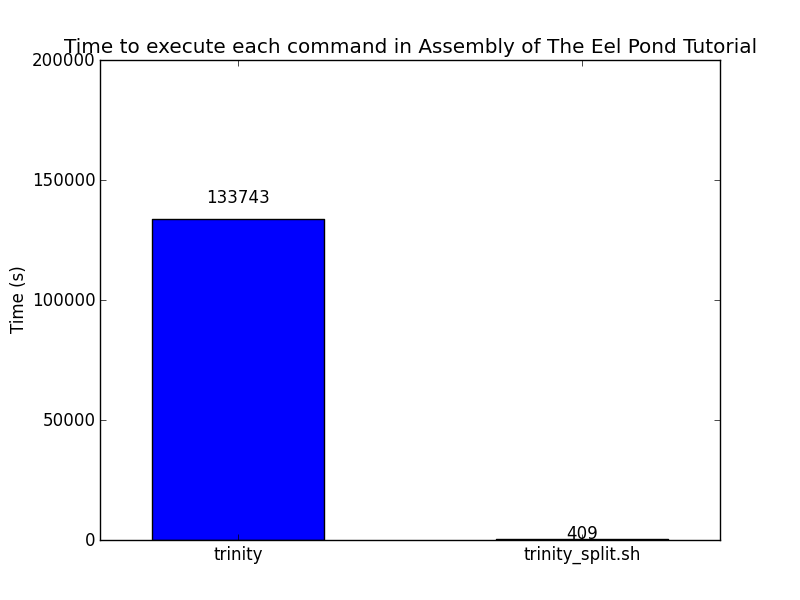 Time to execute each command in Assembly of The Eel Pond Tutorial
200000
150000
100000
50000
0
Time (s)
133743
409
trinity
trinity_split.sh